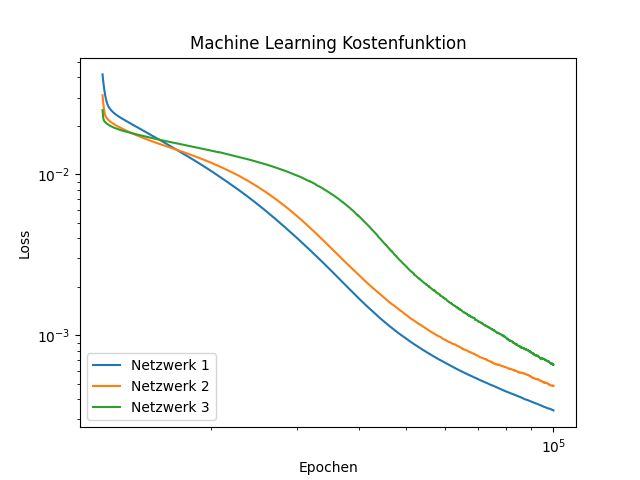 Machine Learning Kostenfunktion
Loss
10⁻²
10⁻³
Netzwerk 1
Netzwerk 2
Netzwerk 3
10⁵
Epochen